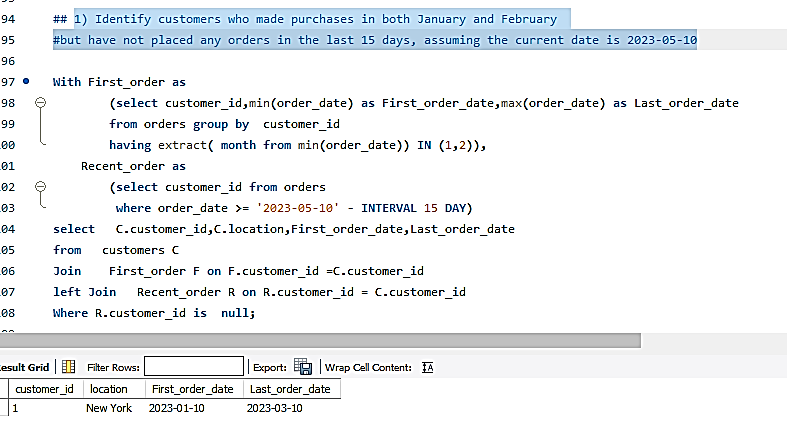 94 ## 1) Identify customers who made purchases in both January and February
95 #but have not placed any orders in the last 15 days, assuming the current date is 2023-05-10
96
97 With First_order as
98 (select customer_id,min(order_date) as First_order_date,max(order_date) as Last_order_date
99 from orders group by customer_id
00 having extract( month from min(order_date)) IN (1,2)),
01 Recent_order as
02 (select customer_id from orders
03 where order_date >= '2023-05-10' - INTERVAL 15 DAY)
04 select C.customer_id,C.location,First_order_date,Last_order_date
05 from customers C
06 Join First_order F on F.customer_id =C.customer_id
07 left Join Recent_order R on R.customer_id = C.customer_id
08 Where R.customer_id is null;
esult Grid Filter Rows: Export: Wrap Cell Content:
customer_id location First_order_date Last_order_date
1 New York 2023-01-10 2023-03-10